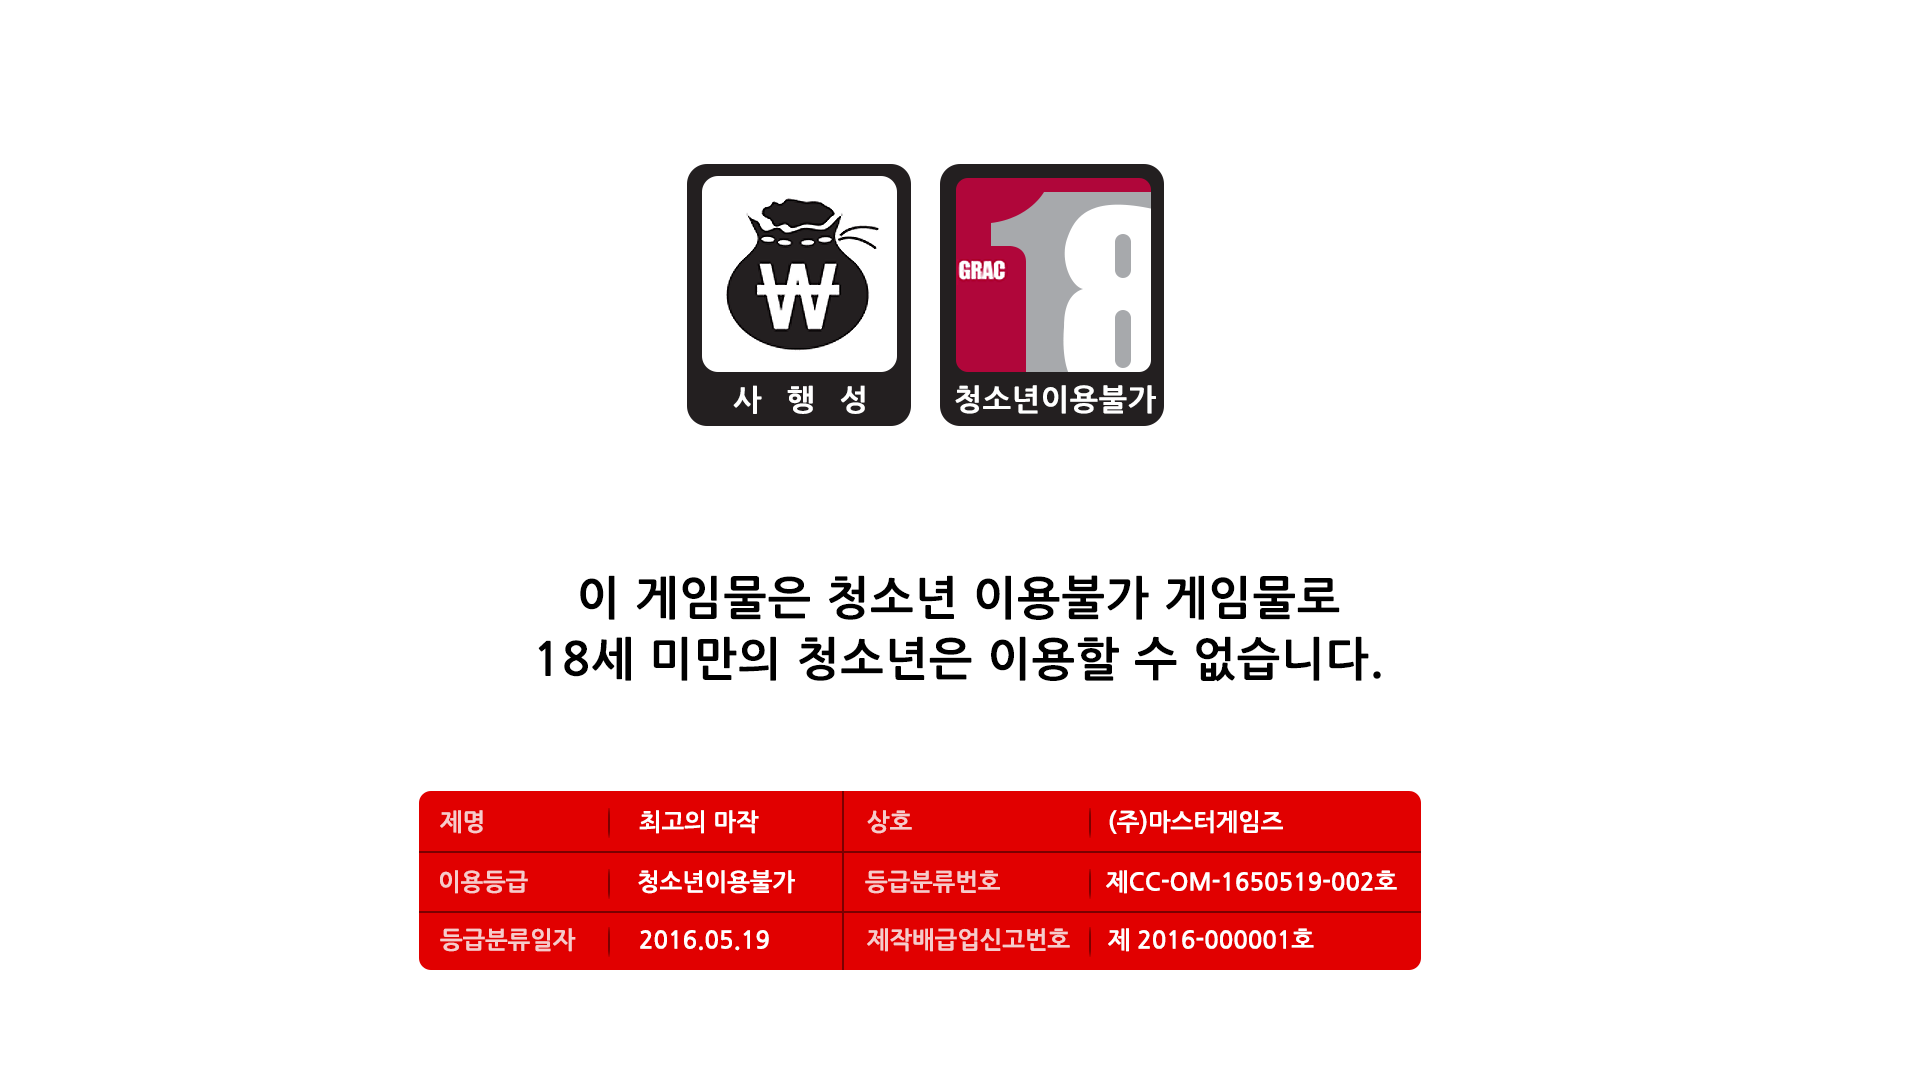 사 행 성
GRAC
18
청소년이용불가
이 게임물은 청소년 이용불가 게임물로
18세 미만의 청소년은 이용할 수 없습니다.
제명 최고의 마작 상호 (주)마스터게임즈
이용등급 청소년이용불가 등급분류번호 제CC-OM-1650519-002호
등급분류일자 2016.05.19 제작배급업신고번호 제 2016-000001호